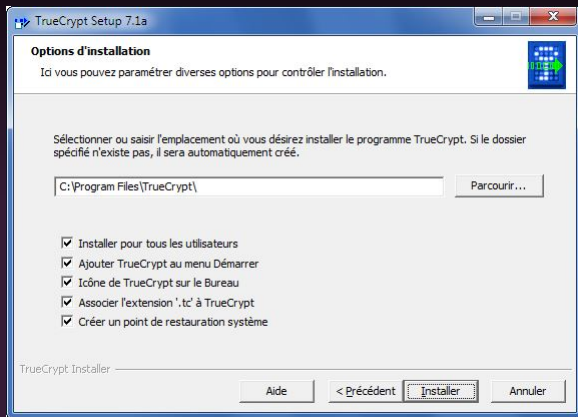 TrueCrypt Setup 7.1a
Options d'installation
Ici vous pouvez paramétrer diverses options pour contrôler l'installation.
Sélectionner ou saisir l'emplacement où vous désirez installer le programme TrueCrypt. Si le dossier
spécifié n'existe pas, il sera automatiquement créé.
C:\Program Files\TrueCrypt\
Parcourir...
Installer pour tous les utilisateurs
Ajouter TrueCrypt au menu Démarrer
Icône de TrueCrypt sur le Bureau
Associer l'extension '.tc' à TrueCrypt
Créer un point de restauration système
TrueCrypt Installer
Aide
< Précédent
Installer
Annuler